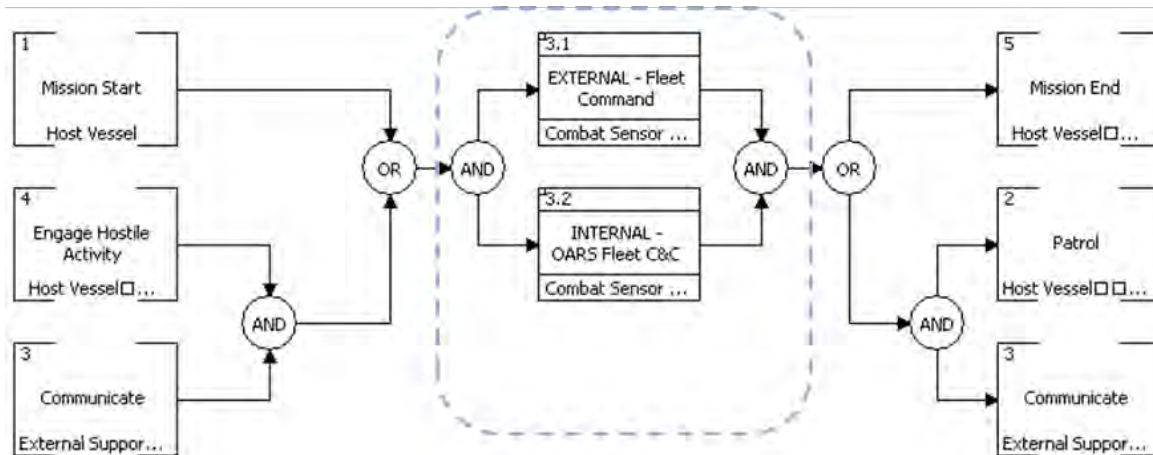 1
Mission Start
Host Vessel
4
Engage Hostile
Activity
Host Vessel□...
3
Communicate
External Suppor...
AND
OR
AND
3.1
EXTERNAL - Fleet
Command
Combat Sensor ...
3.2
INTERNAL -
OARS Fleet C&C
Combat Sensor ...
AND
OR
AND
5
Mission End
Host Vessel□...
2
Patrol
Host Vessel□□...
3
Communicate
External Suppor...